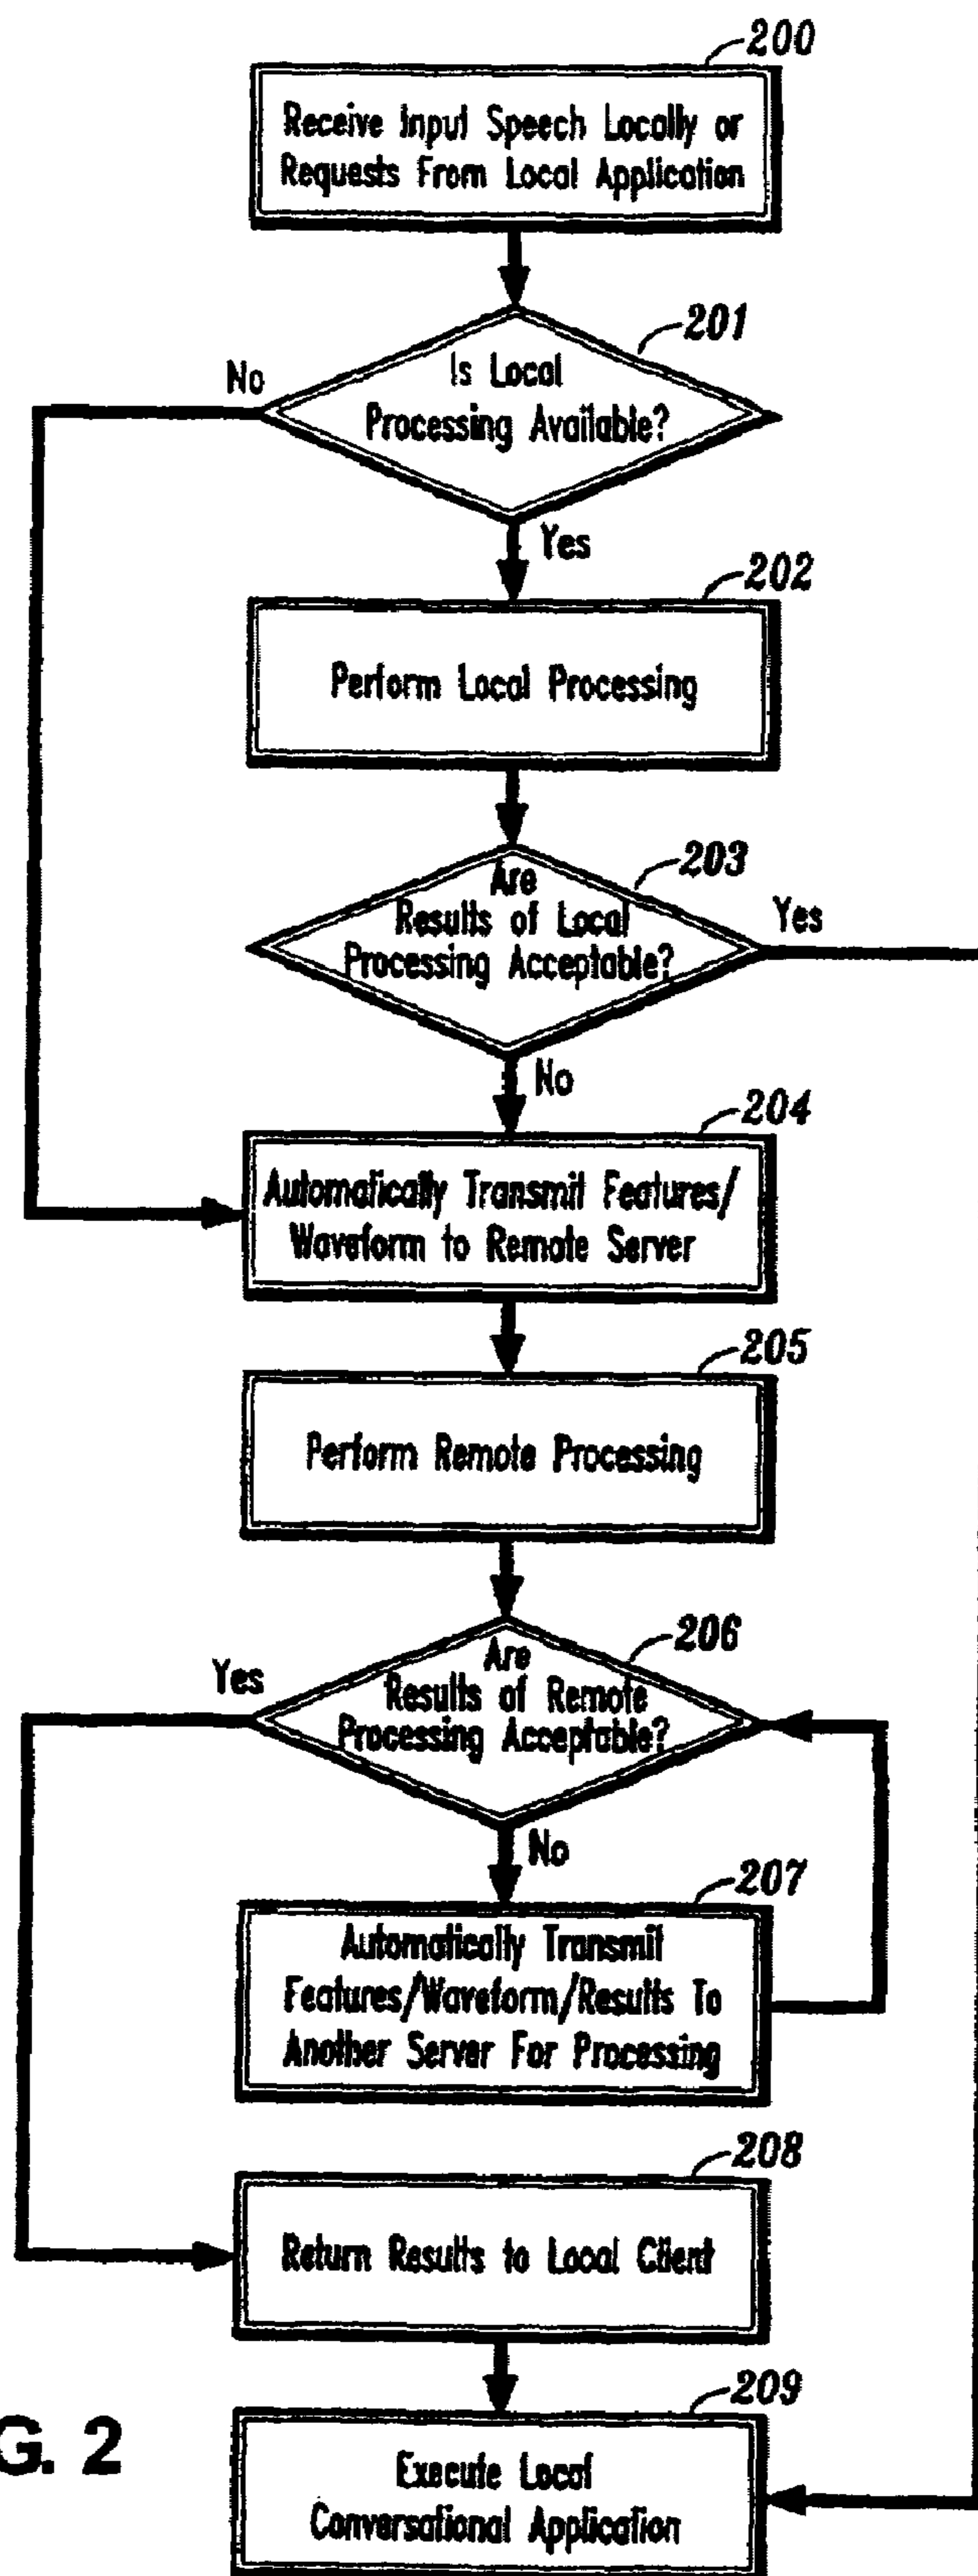 200
Receive Input Speech Locally or
Requests From Local Application
201
No
Is Local
Processing Available?
Yes
202
Perform Local Processing
203
Are
Results of Local
Processing Acceptable?
Yes
No
204
Automatically Transmit Features/
Waveform to Remote Server
205
Perform Remote Processing
206
Yes
Are
Results of Remote
Processing Acceptable?
No
207
Automatically Transmit
Features/Waveform/Results To
Another Server For Processing
208
Return Results to Local Client
209
Execute Local
Conversational Application
G. 2